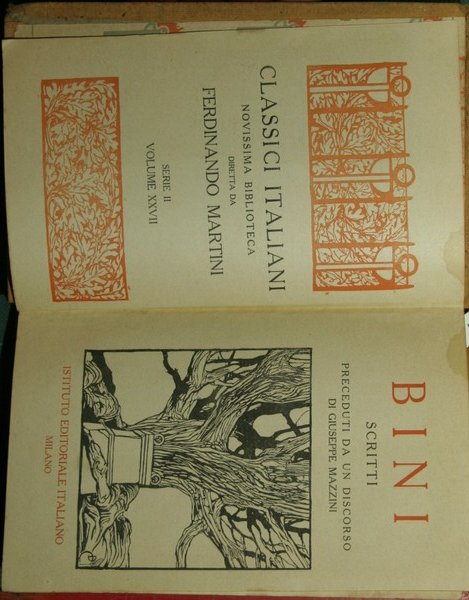 CLASSICI ITALIANI
NOVISSIMA BIBLIOTECA
DIRETTA DA
FERDINANDO MARTINI
SERIE II
VOLUME XXVII
BINI
SCRITTI
PRECEDUTI DA UN DISCORSO
DI GIUSEPPE MAZZINI
ISTITUTO EDITORIALE ITALIANO
MILANO